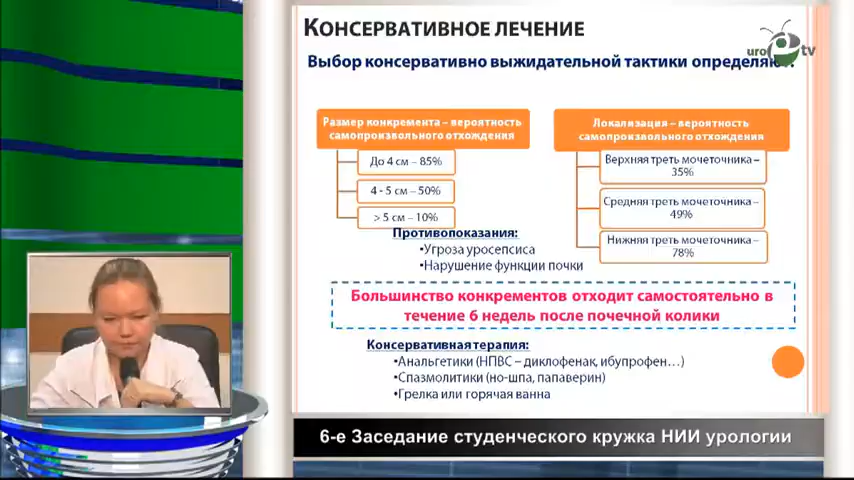 Консервативное лечение
uro tv
Выбор консервативно выжидательной тактики определяют:
Размер конкремента – вероятность
самопроизвольного отхождения
До 4 см – 85%
4 - 5 см – 50%
> 5 см – 10%
Локализация – вероятность
самопроизвольного отхождения
Верхняя треть мочеточника –
35%
Средняя треть мочеточника –
49%
Нижняя треть мочеточника –
78%
Противопоказания:
•Угроза уросепсиса
•Нарушение функции почки
Большинство конкрементов отходит самостоятельно в
течение 6 недель после почечной колики
Консервативная терапия:
•Анальгетики (НПВС – диклофенак, ибупрофен…)
•Спазмолитики (но-шпа, папаверин)
•Грелка или горячая ванна
6-е Заседание студенческого кружка НИИ урологии